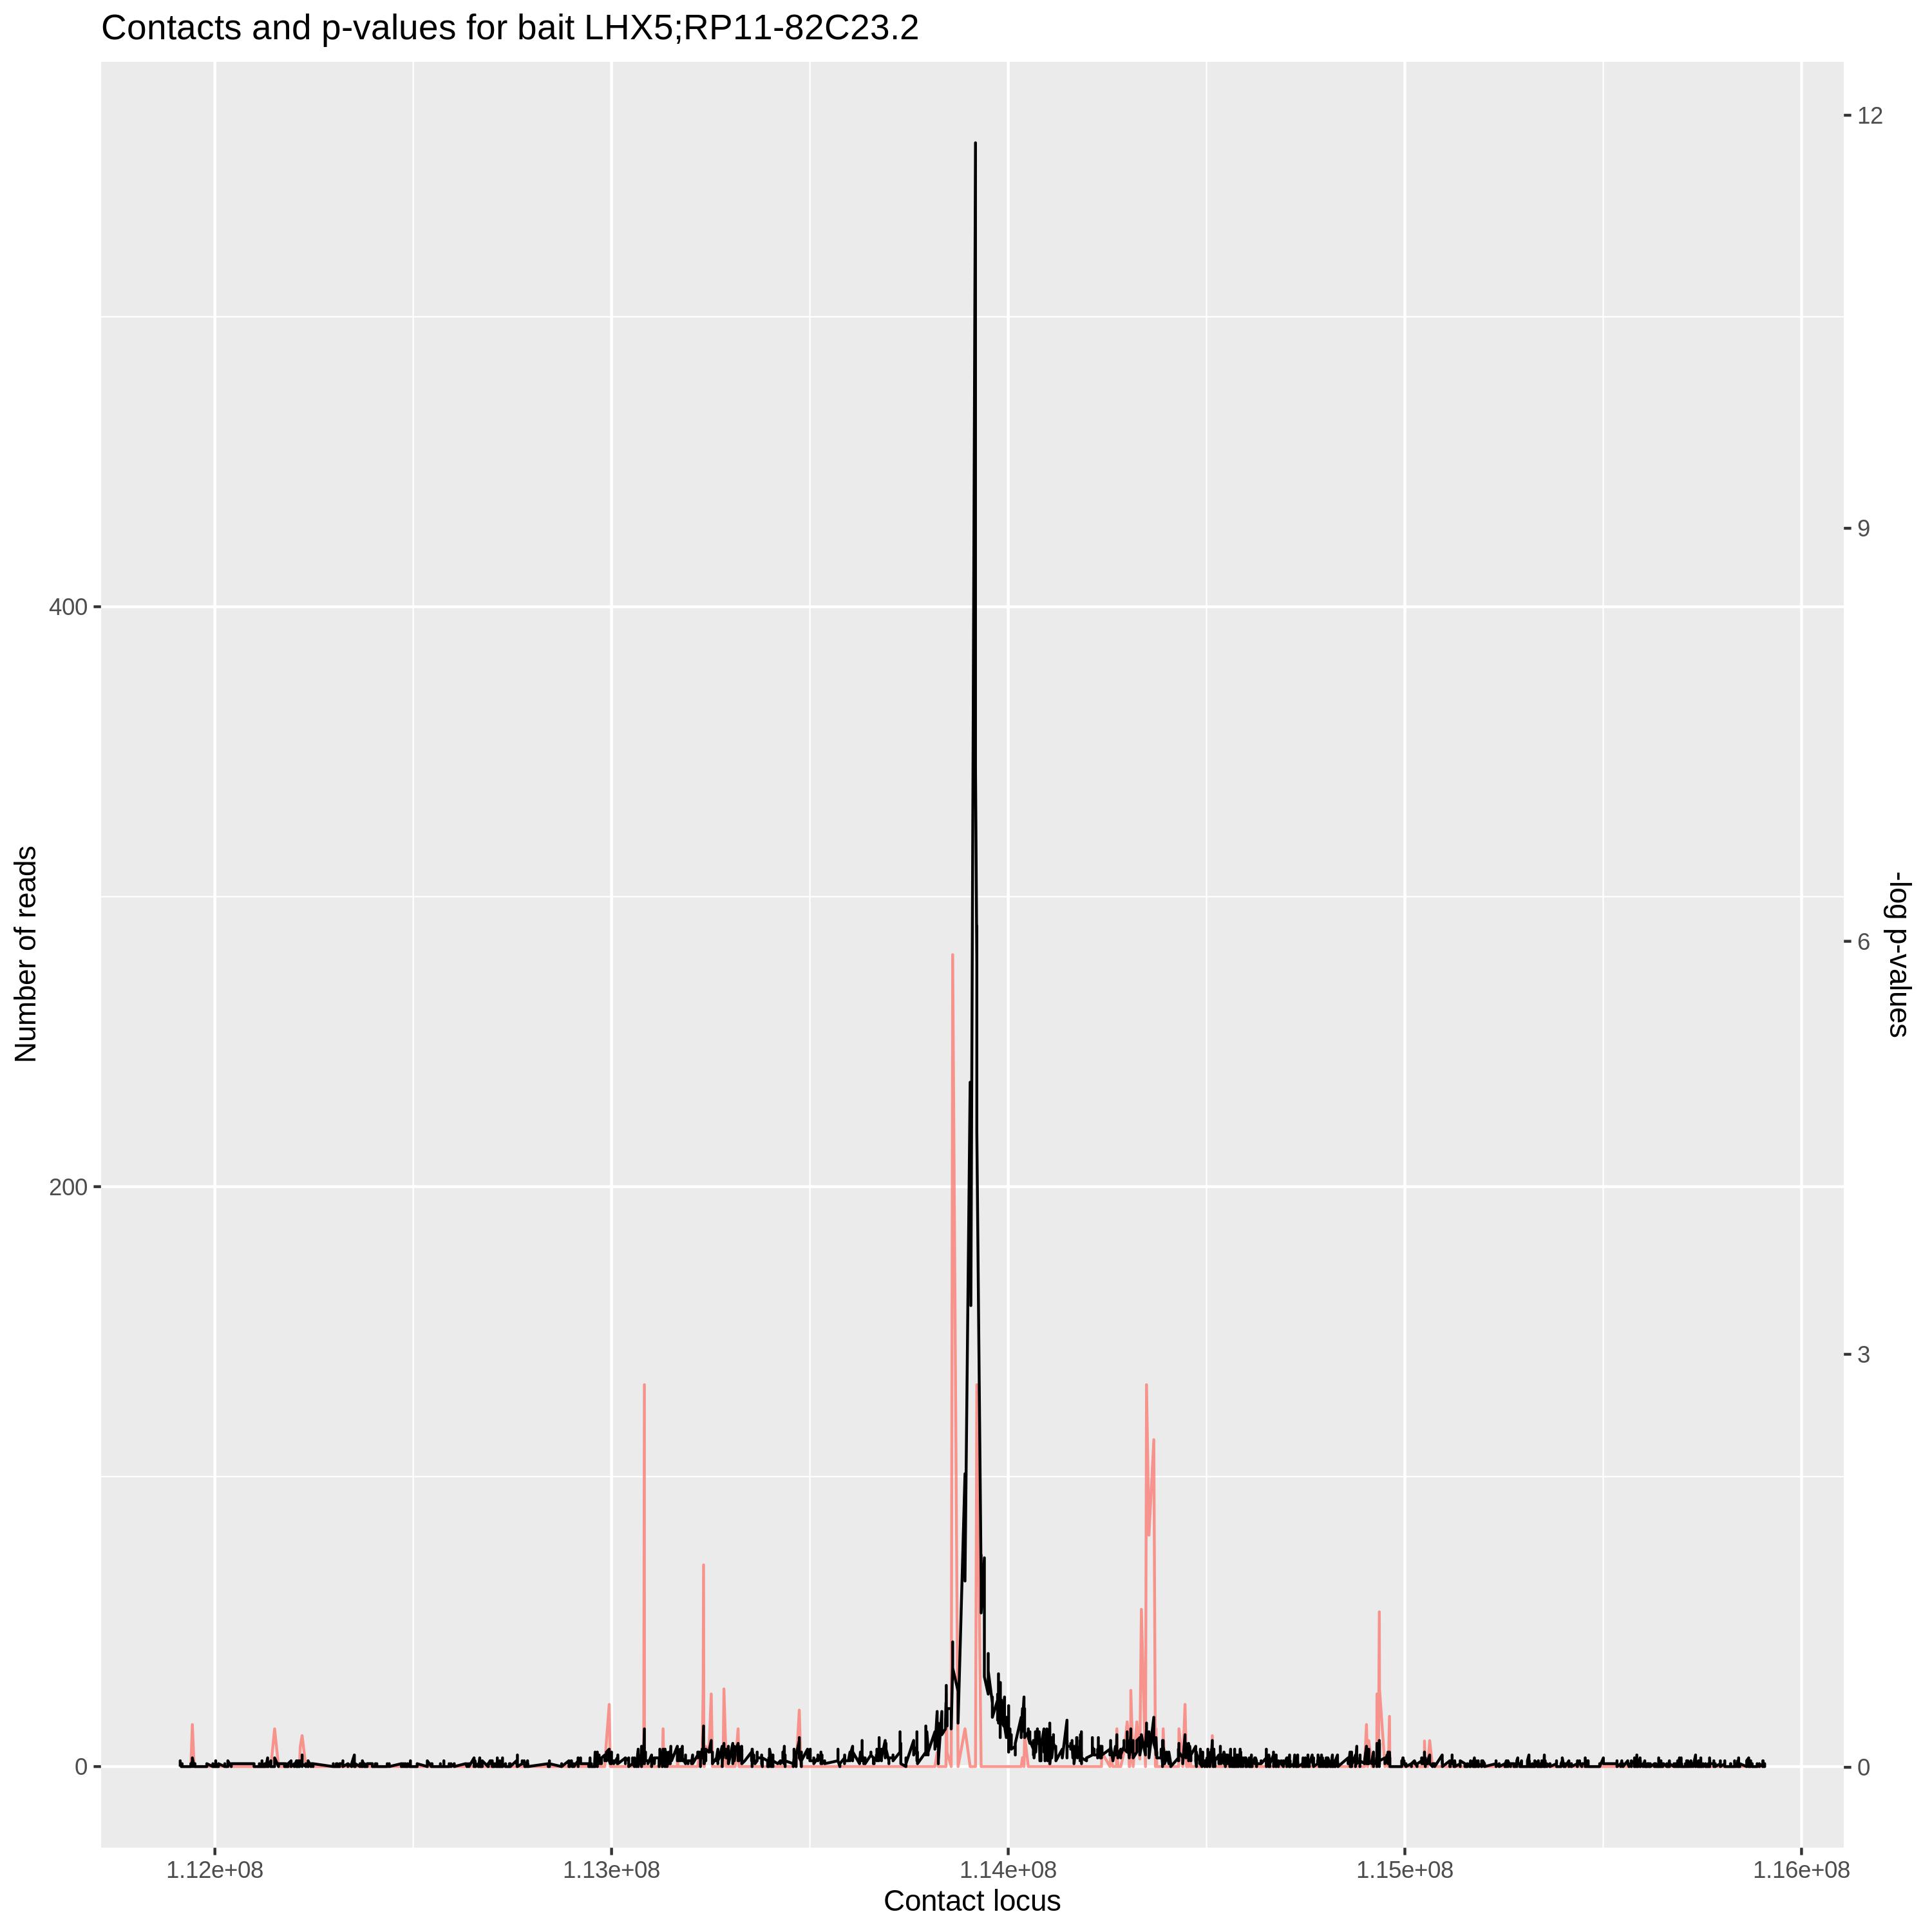 Contacts and p-values for bait LHX5;RP11-82C23.2
12
9
400
6
Number of reads
-log p-values
200
3
0
0
1.12e+08
1.13e+08
1.14e+08
1.15e+08
1.16e+08
Contact locus